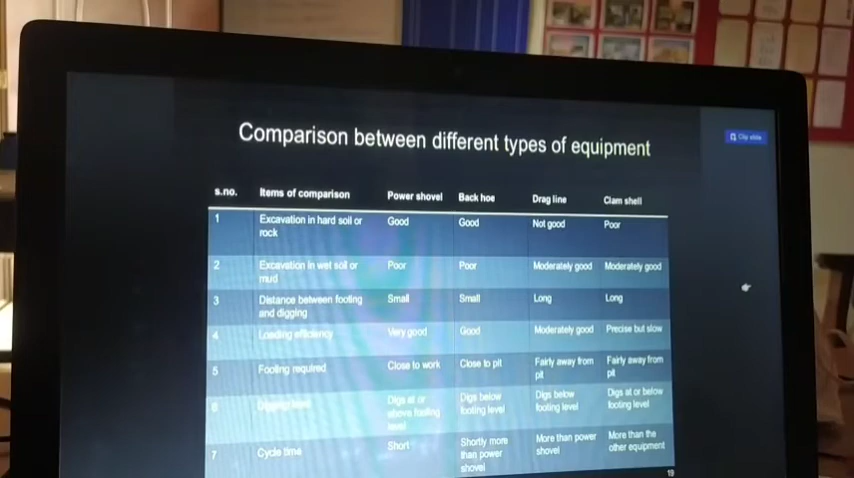 Comparison between different types of equipment
Clip slide
s.no. Items of comparison Power shovel Back hoe Drag line Clam shell
1 Excavation in hard soil or Good Good Not good Poor
rock
2 Excavation in wet soil or Poor Poor Moderately good Moderately good
mud
3 Distance between footing Small Small Long Long
and digging
4 Loading efficiency Very good Good Moderately good Precise but slow
5 Footing required Close to work Close to pit Fairly away from Fairly away from
pit pit
6 Digs at or Digs below Digs below Digs at or below
above footing footing level footing level footing level
level
7 Cycle time Short Shortly more More than power More than the
than power shovel other equipment
shovel
19